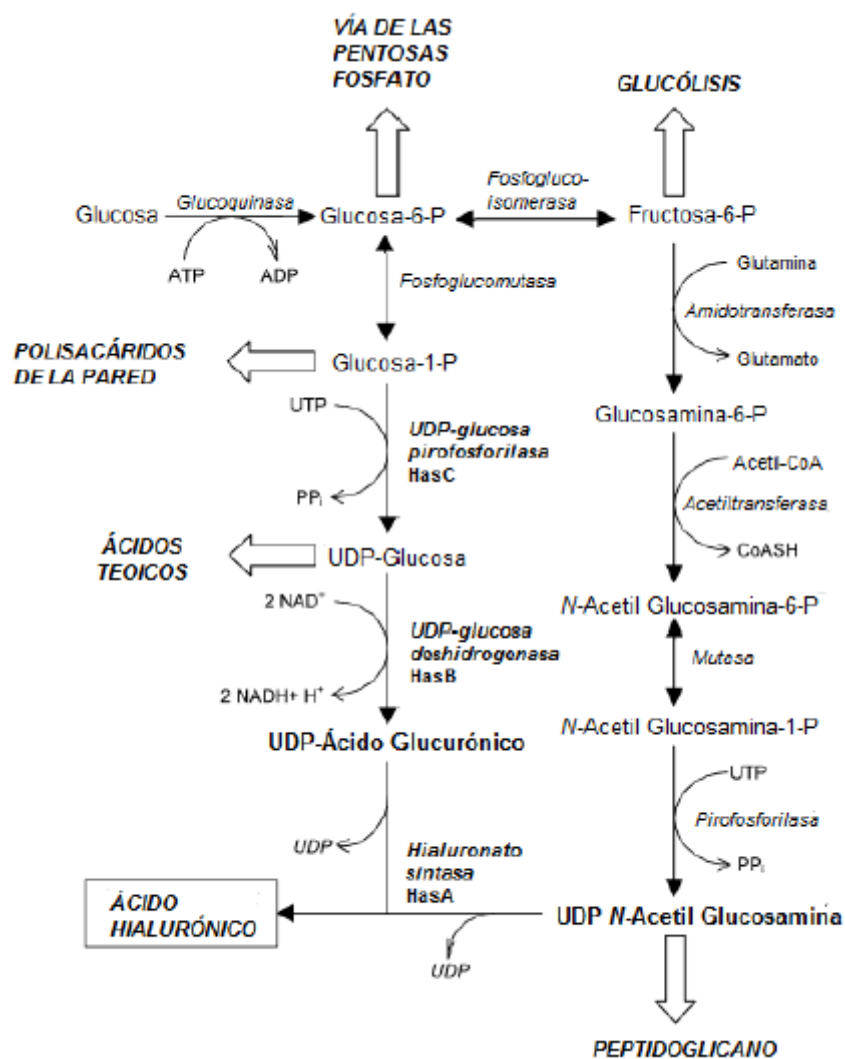 VÍA DE LAS
PENTOSAS
FOSFATO
GLUCÓLISIS
Glucosa
Glucoquinasa
Glucosa-6-P
Fosfogluco-
isomerasa
Fructosa-6-P
ATP
ADP
Fosfoglucomutasa
Glutamina
Amidotransferasa
Glutamato
POLISACÁRIDOS
DE LA PARED
Glucosa-1-P
UTP
UDP-glucosa
pirofosforilasa
HasC
PPi
Glucosamina-6-P
Acetil-CoA
Acetiltransferasa
CoASH
ÁCIDOS
TEOICOS
UDP-Glucosa
2 NAD+
UDP-glucosa
deshidrogenasa
HasB
2 NADH+ H+
N-Acetil Glucosamina-6-P
Mutasa
N-Acetil Glucosamina-1-P
UDP-Ácido Glucurónico
UTP
Pirofosforilasa
PPi
UDP
Hialuronato
sintasa
HasA
ÁCIDO
HIALURÓNICO
UDP N-Acetil Glucosamina
UDP
PEPTIDOGLICANO